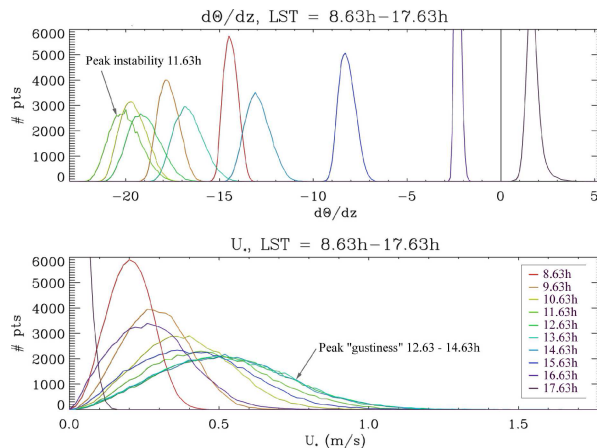 dΘ/dz, LST = 8.63h−17.63h
6000
5000
4000
3000
2000
1000
0
# pts
Peak instability 11.63h
−20 −15 −10 −5 0 5
dΘ/dz
U*, LST = 8.63h−17.63h
6000
5000
4000
3000
2000
1000
0
# pts
Peak "gustiness" 12.63 - 14.63h
8.63h
9.63h
10.63h
11.63h
12.63h
13.63h
14.63h
15.63h
16.63h
17.63h
0.0 0.5 1.0 1.5
U* (m/s)